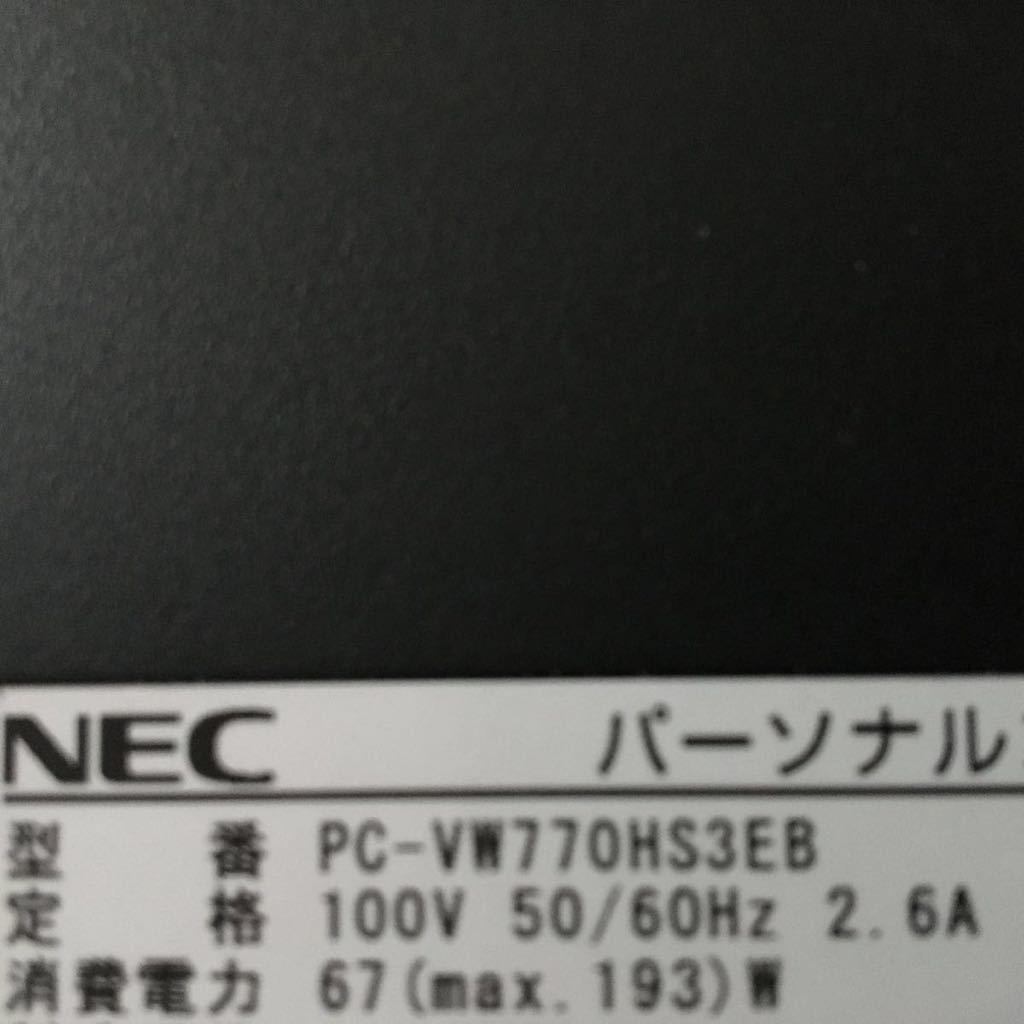 NEC パーソナル
型番 PC-VW770HS3EB
定格 100V 50/60Hz 2.6A
消費電力 67(max.193)W